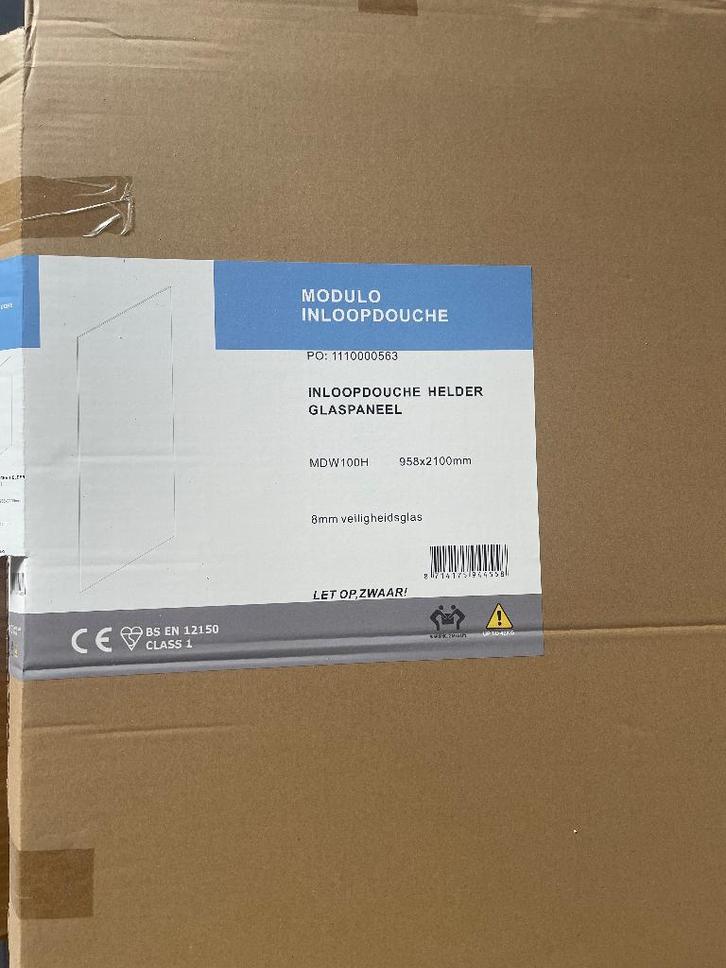 MODULO
INLOOPDOUCHE
PO: 1110000563
INLOOPDOUCHE HELDER
GLASPANEEL
MDW100H 958x2100mm
8mm veiligheidsglas
LET OP,ZWAAR!
CE BS EN 12150
CLASS 1